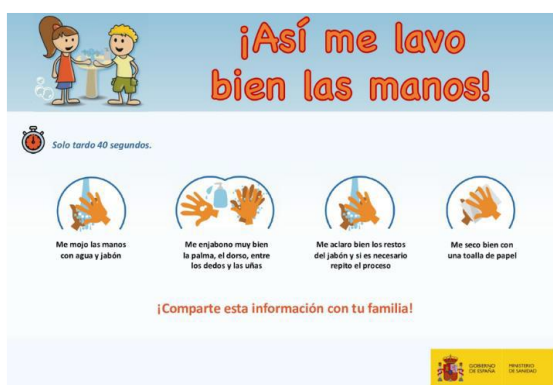 ¡Así me lavo
bien las manos!
Solo tardo 40 segundos.
Me mojo las manos
con agua y jabón
Me enjabono muy bien
la palma, el dorso, entre
los dedos y las uñas
Me aclaro bien los restos
del jabón y si es necesario
repito el proceso
Me seco bien con
una toalla de papel
¡Comparte esta información con tu familia!
GOBIERNO
DE ESPAÑA
MINISTERIO
DE SANIDAD